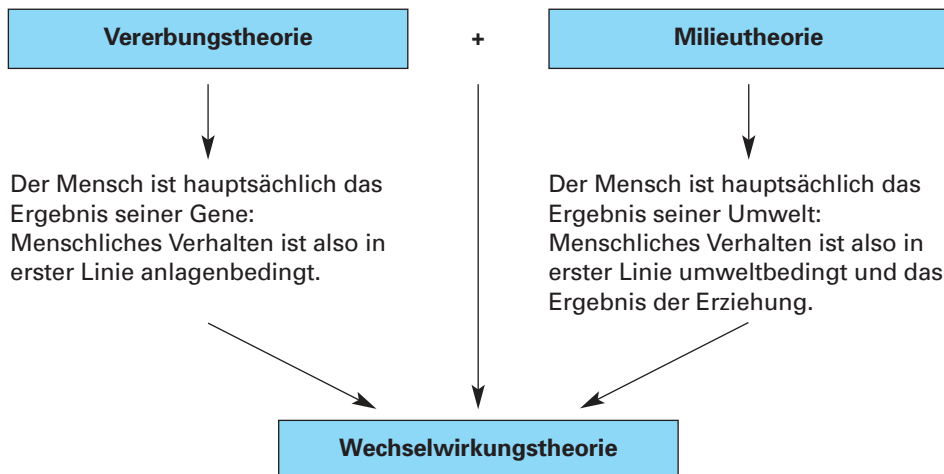 Vererbungstheorie + Milieutheorie
Der Mensch ist hauptsächlich das
Ergebnis seiner Gene:
Menschliches Verhalten ist also in
erster Linie anlagenbedingt.
Der Mensch ist hauptsächlich das
Ergebnis seiner Umwelt:
Menschliches Verhalten ist also in
erster Linie umweltbedingt und das
Ergebnis der Erziehung.
Wechselwirkungstheorie